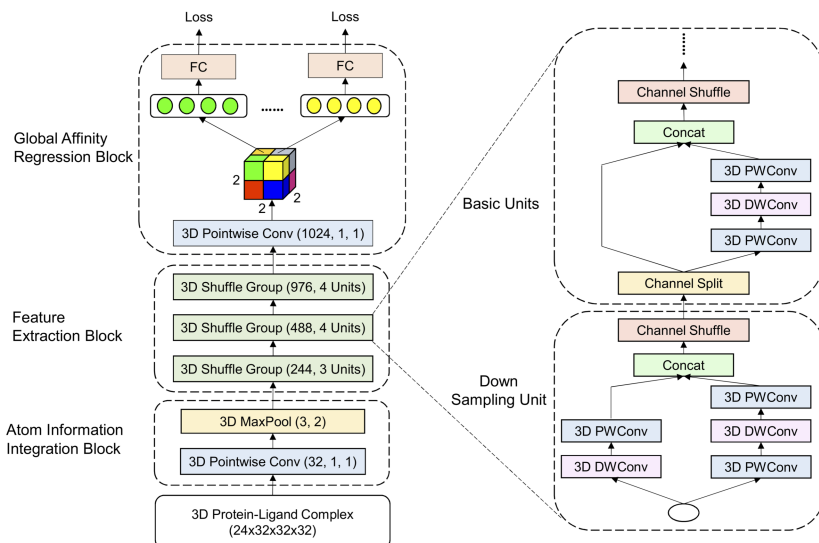 Loss
Loss
FC
FC
......
Global Affinity
Regression Block
2
2
2
3D Pointwise Conv (1024, 1, 1)
3D Shuffle Group (976, 4 Units)
Feature
Extraction Block
3D Shuffle Group (488, 4 Units)
3D Shuffle Group (244, 3 Units)
Atom Information
Integration Block
3D MaxPool (3, 2)
3D Pointwise Conv (32, 1, 1)
3D Protein-Ligand Complex
(24x32x32x32)
Channel Shuffle
Concat
3D PWConv
Basic Units
3D DWConv
3D PWConv
Channel Split
Channel Shuffle
Concat
Down
Sampling Unit
3D PWConv
3D PWConv
3D DWConv
3D DWConv
3D PWConv